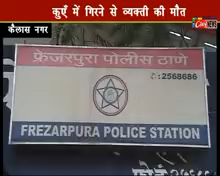 कुएँ में गिरने से व्यक्ती की मौत
कैलास नगर
फ्रेजरपुरा पोलीस ठाणे
✆:2568686
FREZARPURA POLICE STATION